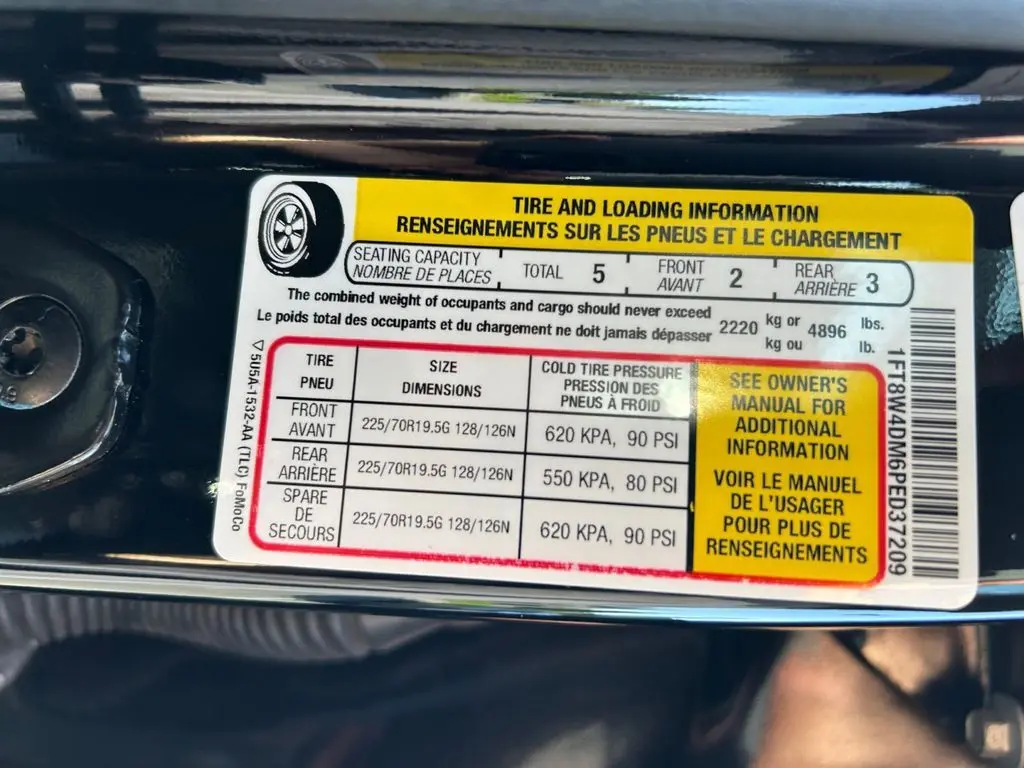 TIRE AND LOADING INFORMATION
RENSEIGNEMENTS SUR LES PNEUS ET LE CHARGEMENT
SEATING CAPACITY
NOMBRE DE PLACES
TOTAL 5
FRONT
AVANT 2
REAR
ARRIÈRE 3
The combined weight of occupants and cargo should never exceed
Le poids total des occupants et du chargement ne doit jamais dépasser
2220 kg or 4896 lbs.
kg ou lb.
TIRE
PNEU
SIZE
DIMENSIONS
COLD TIRE PRESSURE
PRESSION DES
PNEUS À FROID
FRONT
AVANT
225/70R19.5G 128/126N
620 KPA, 90 PSI
REAR
ARRIÈRE
225/70R19.5G 128/126N
550 KPA, 80 PSI
SPARE
DE
SECOURS
225/70R19.5G 128/126N
620 KPA, 90 PSI
SEE OWNER'S
MANUAL FOR
ADDITIONAL
INFORMATION
VOIR LE MANUEL
DE L'USAGER
POUR PLUS DE
RENSEIGNEMENTS
5U5A-1532-AA (TLC) FoMoCo
1FT8W4DM6PED37209